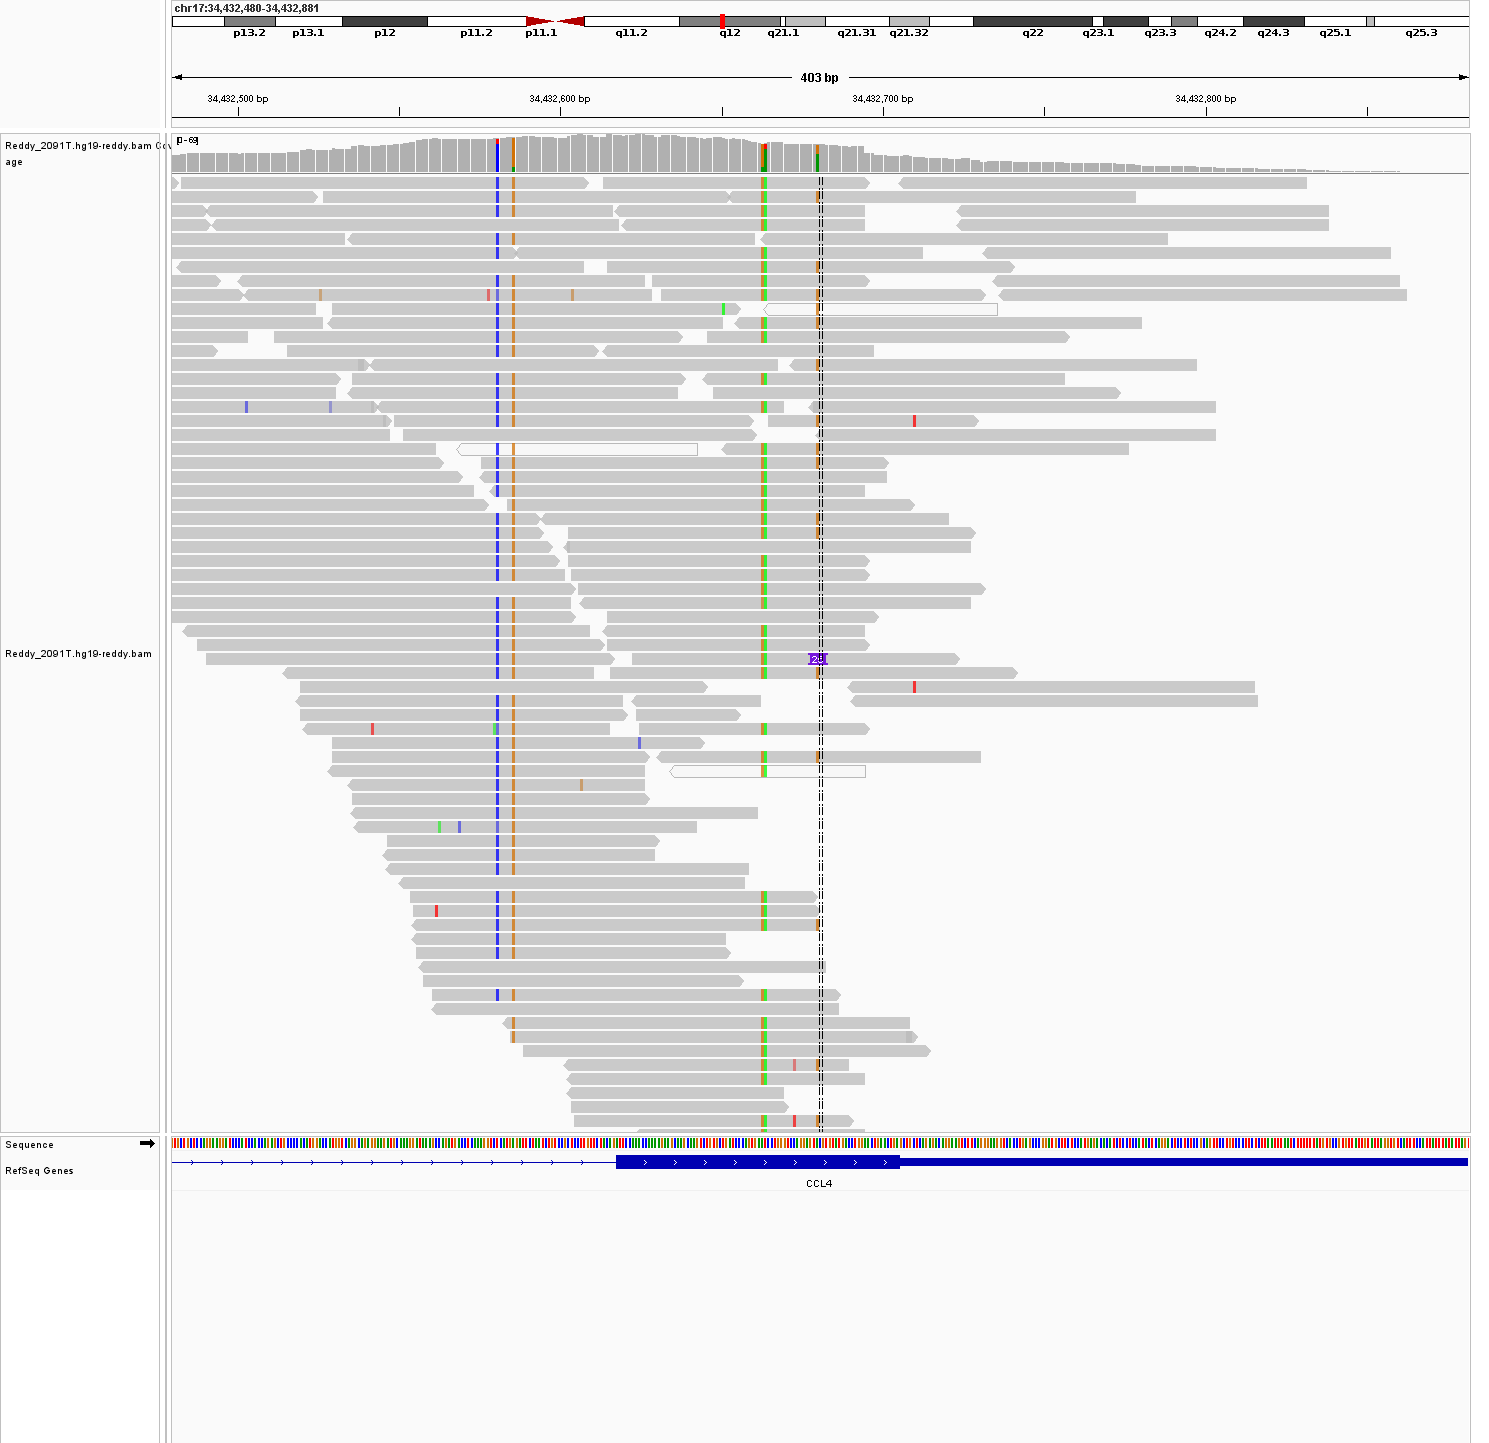 chr17:34,432,480-34,432,881
p13.2 p13.1 p12 p11.2 p11.1 q11.2 q12 q21.1 q21.31 q21.32 q22 q23.1 q23.3 q24.2 q24.3 q25.1 q25.3
403 bp
34,432,500 bp 34,432,600 bp 34,432,700 bp 34,432,800 bp
[0-69]
Reddy_2091T.hg19-reddy.bam Cov
age
Reddy_2091T.hg19-reddy.bam
Sequence
RefSeq Genes
CCL4